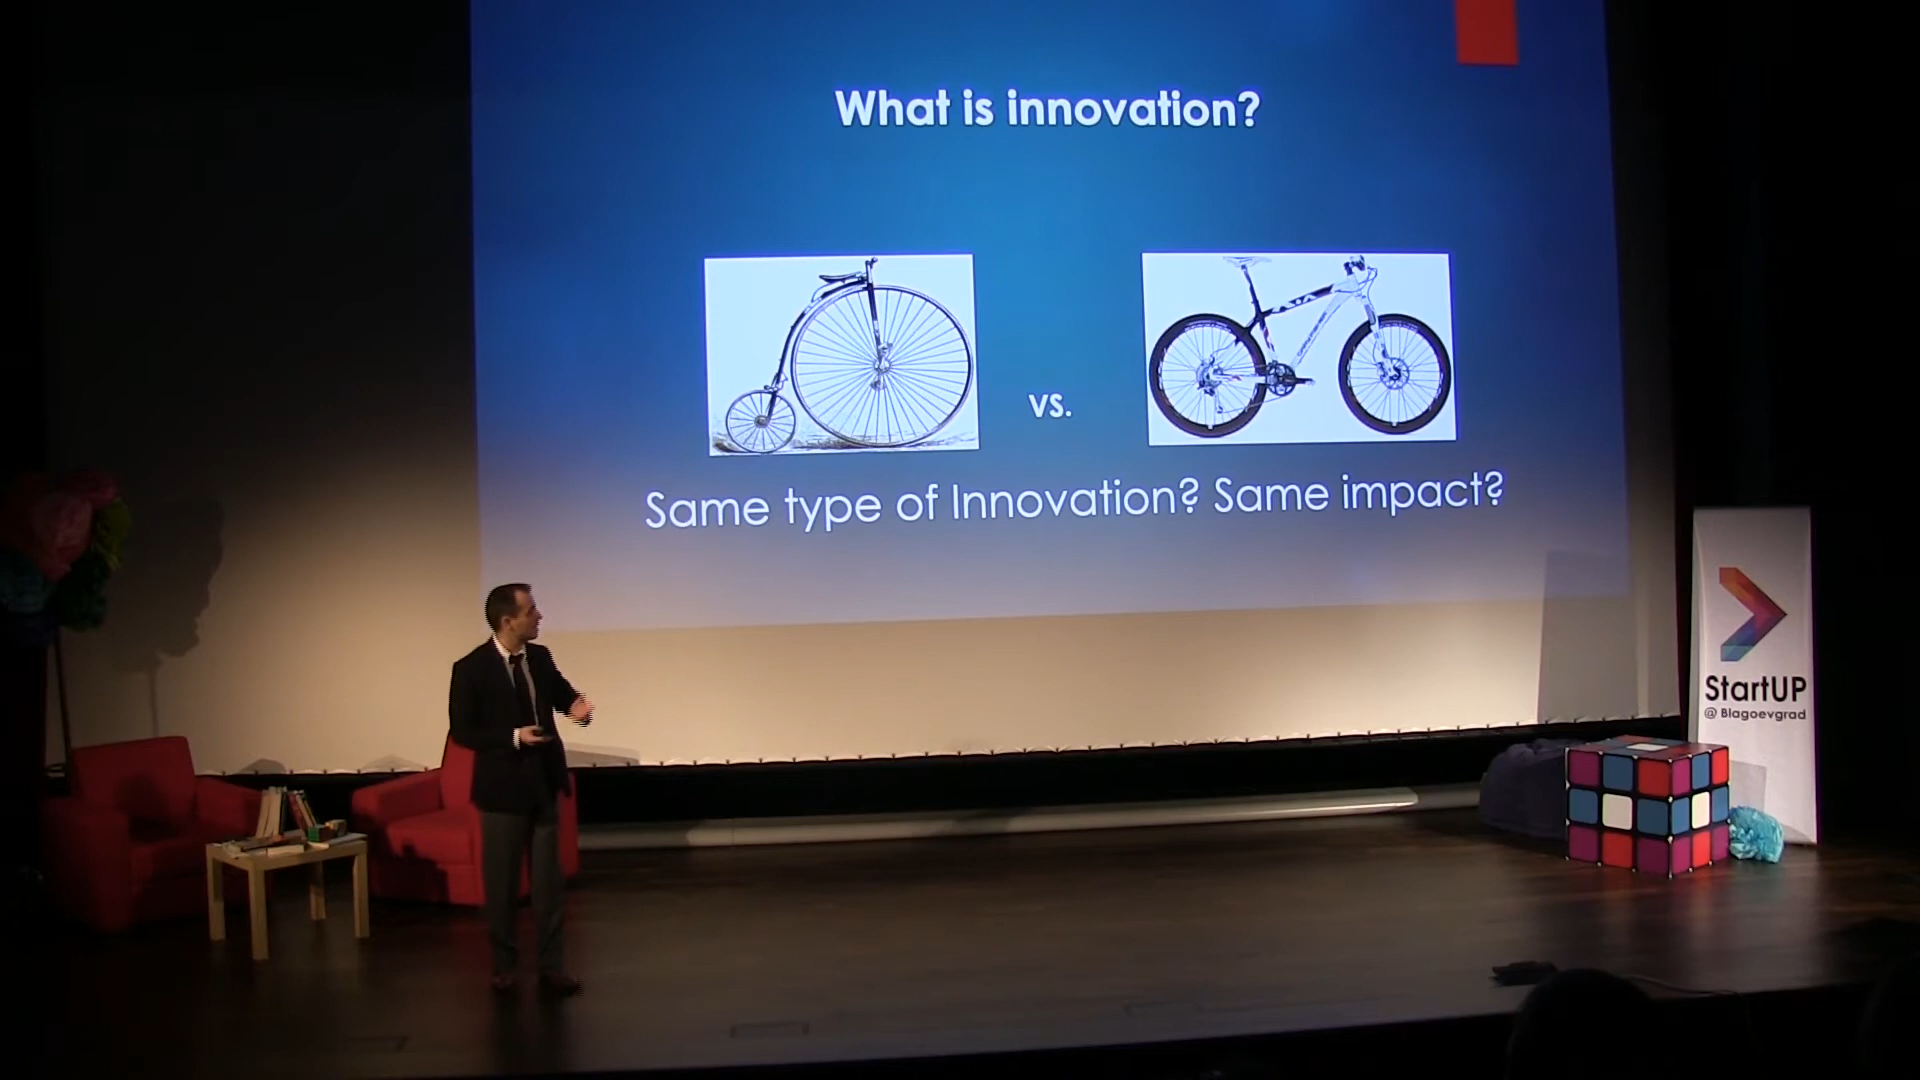 What is innovation?
vs.
Same type of Innovation? Same impact?
StartUP
@ Blagoevgrad